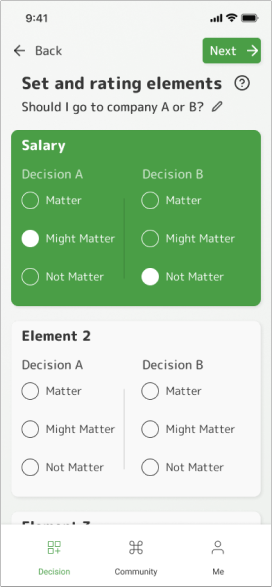 9:41
Back
Next
Set and rating elements
Should I go to company A or B?
Salary
Decision A Decision B
Matter Matter
Might Matter Might Matter
Not Matter Not Matter
Element 2
Decision A Decision B
Matter Matter
Might Matter Might Matter
Not Matter Not Matter
Element 3
Decision Community Me